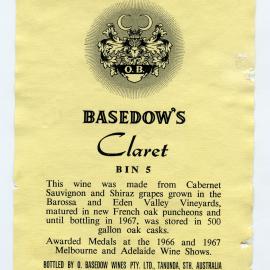 O. B.
BASEDOW'S
Claret
BIN 5
This wine was made from Cabernet
Sauvignon and Shiraz grapes grown in the
Barossa and Eden Valley Vineyards,
matured in new French oak puncheons and
until bottling in 1967, was stored in 500
gallon oak casks.
Awarded Medals at the 1966 and 1967
Melbourne and Adelaide Wine Shows.
BOTTLED BY O. BASEDOW WINES PTY. LTD., TANUNDA, STH. AUSTRALIA